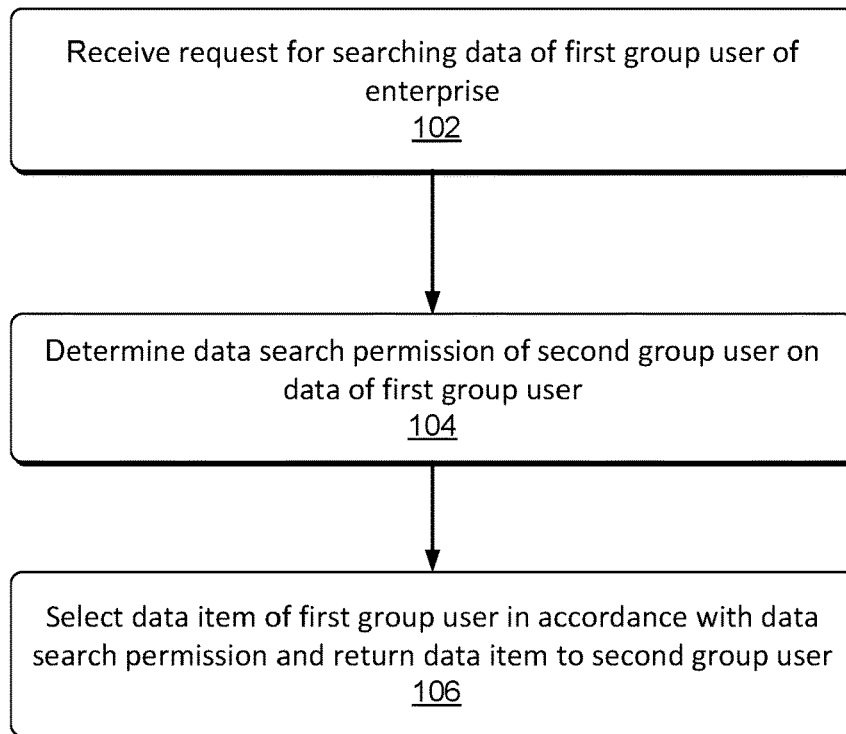 Receive request for searching data of first group user of
enterprise
102
Determine data search permission of second group user on
data of first group user
104
Select data item of first group user in accordance with data
search permission and return data item to second group user
106